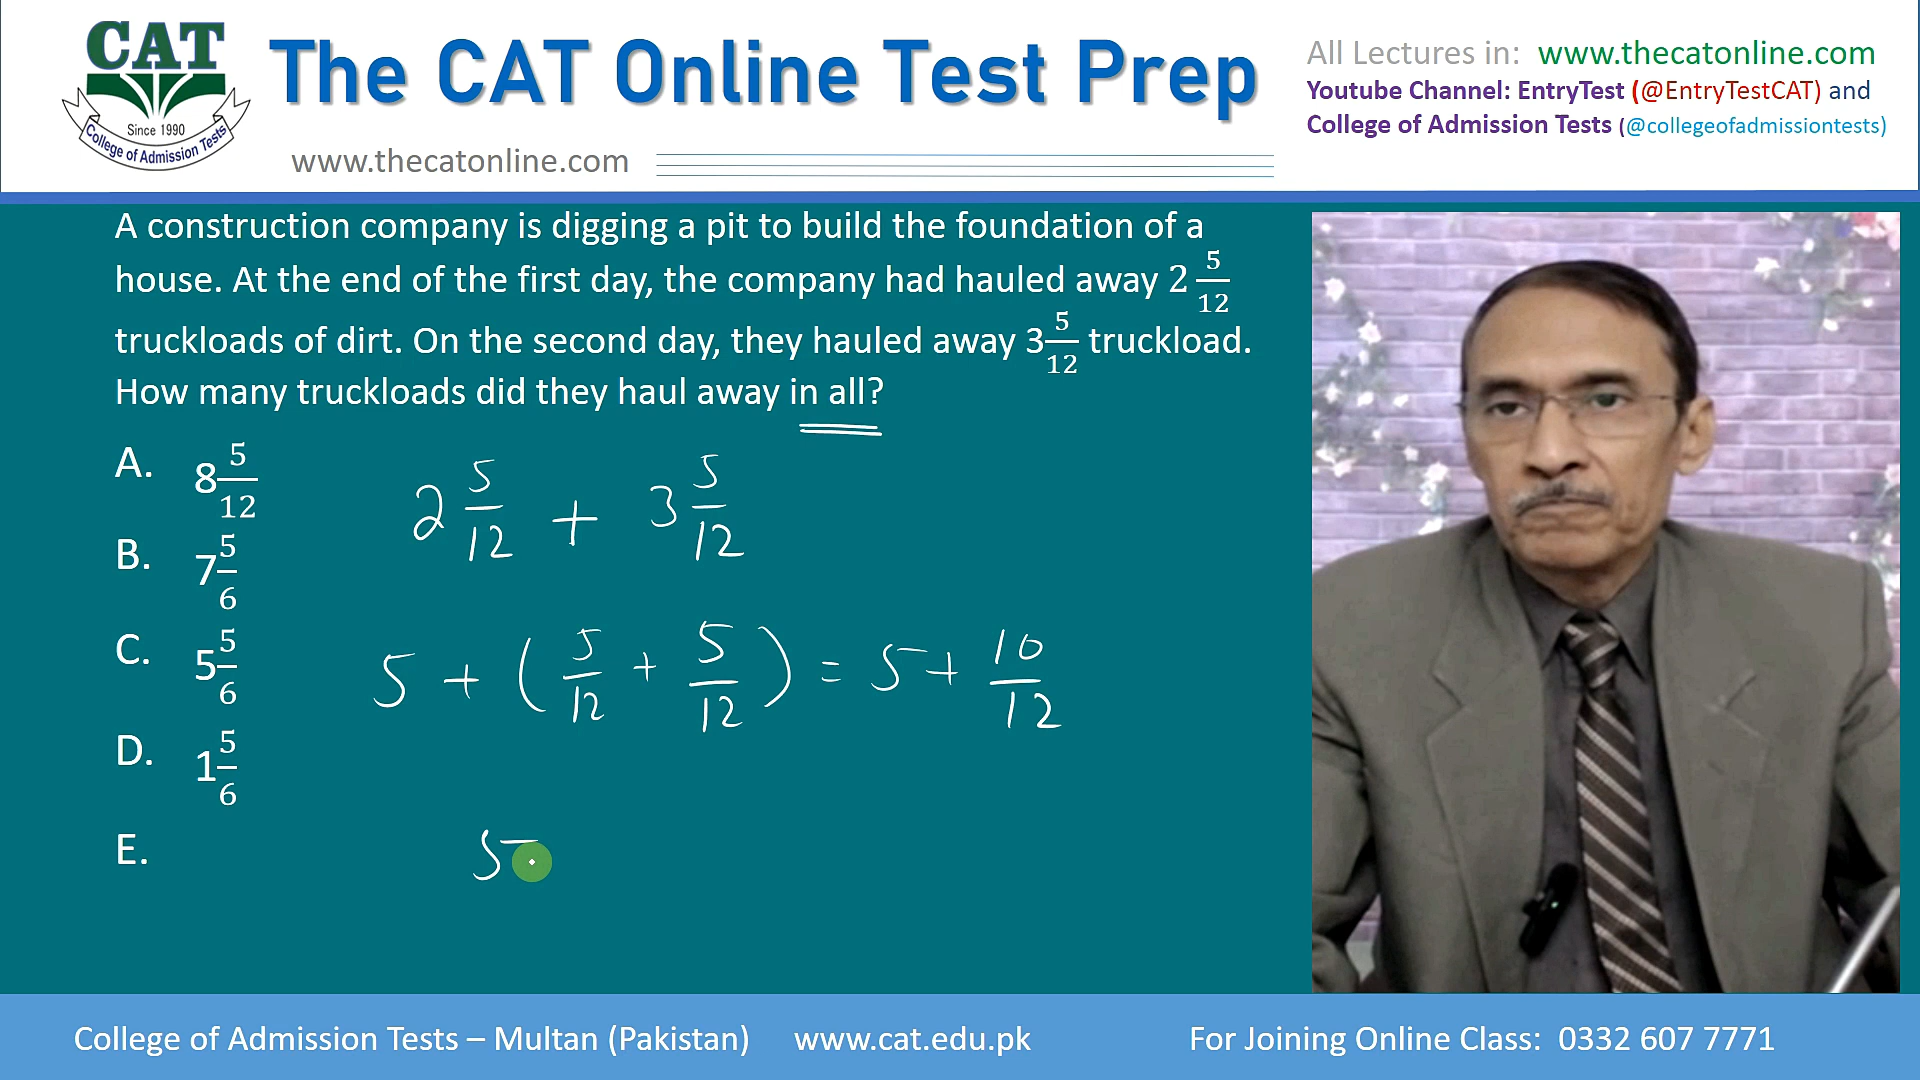 CAT
Since 1990
College of Admission Tests
The CAT Online Test Prep
www.thecatonline.com
All Lectures in: www.thecatonline.com
Youtube Channel: EntryTest (@EntryTestCAT) and
College of Admission Tests (@collegeofadmissiontests)
A construction company is digging a pit to build the foundation of a
house. At the end of the first day, the company had hauled away 2 5/12
truckloads of dirt. On the second day, they hauled away 3 5/12 truckload.
How many truckloads did they haul away in all?
A. 8 5/12
B. 7 5/6
C. 5 5/6
D. 1 5/6
E.
2 5/12 + 3 5/12
5 + ( 5/12 + 5/12 ) = 5 + 10/12
5
College of Admission Tests – Multan (Pakistan) www.cat.edu.pk For Joining Online Class: 0332 607 7771